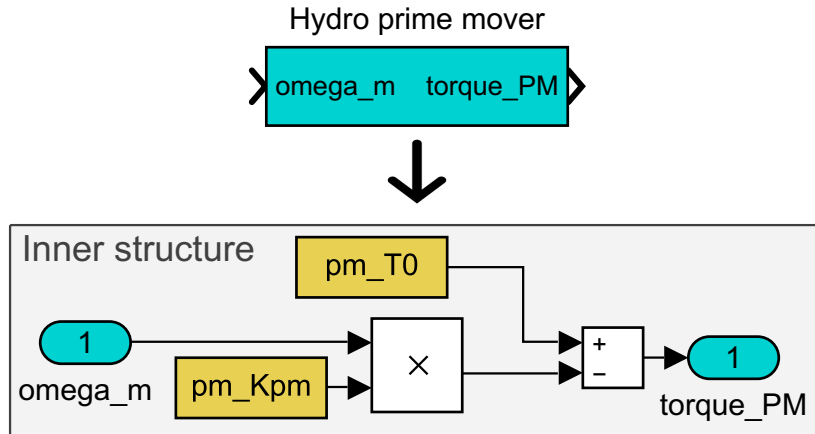 Hydro prime mover
omega_m torque_PM
Inner structure
pm_T0
1
omega_m
pm_Kpm
×
+
−
1
torque_PM